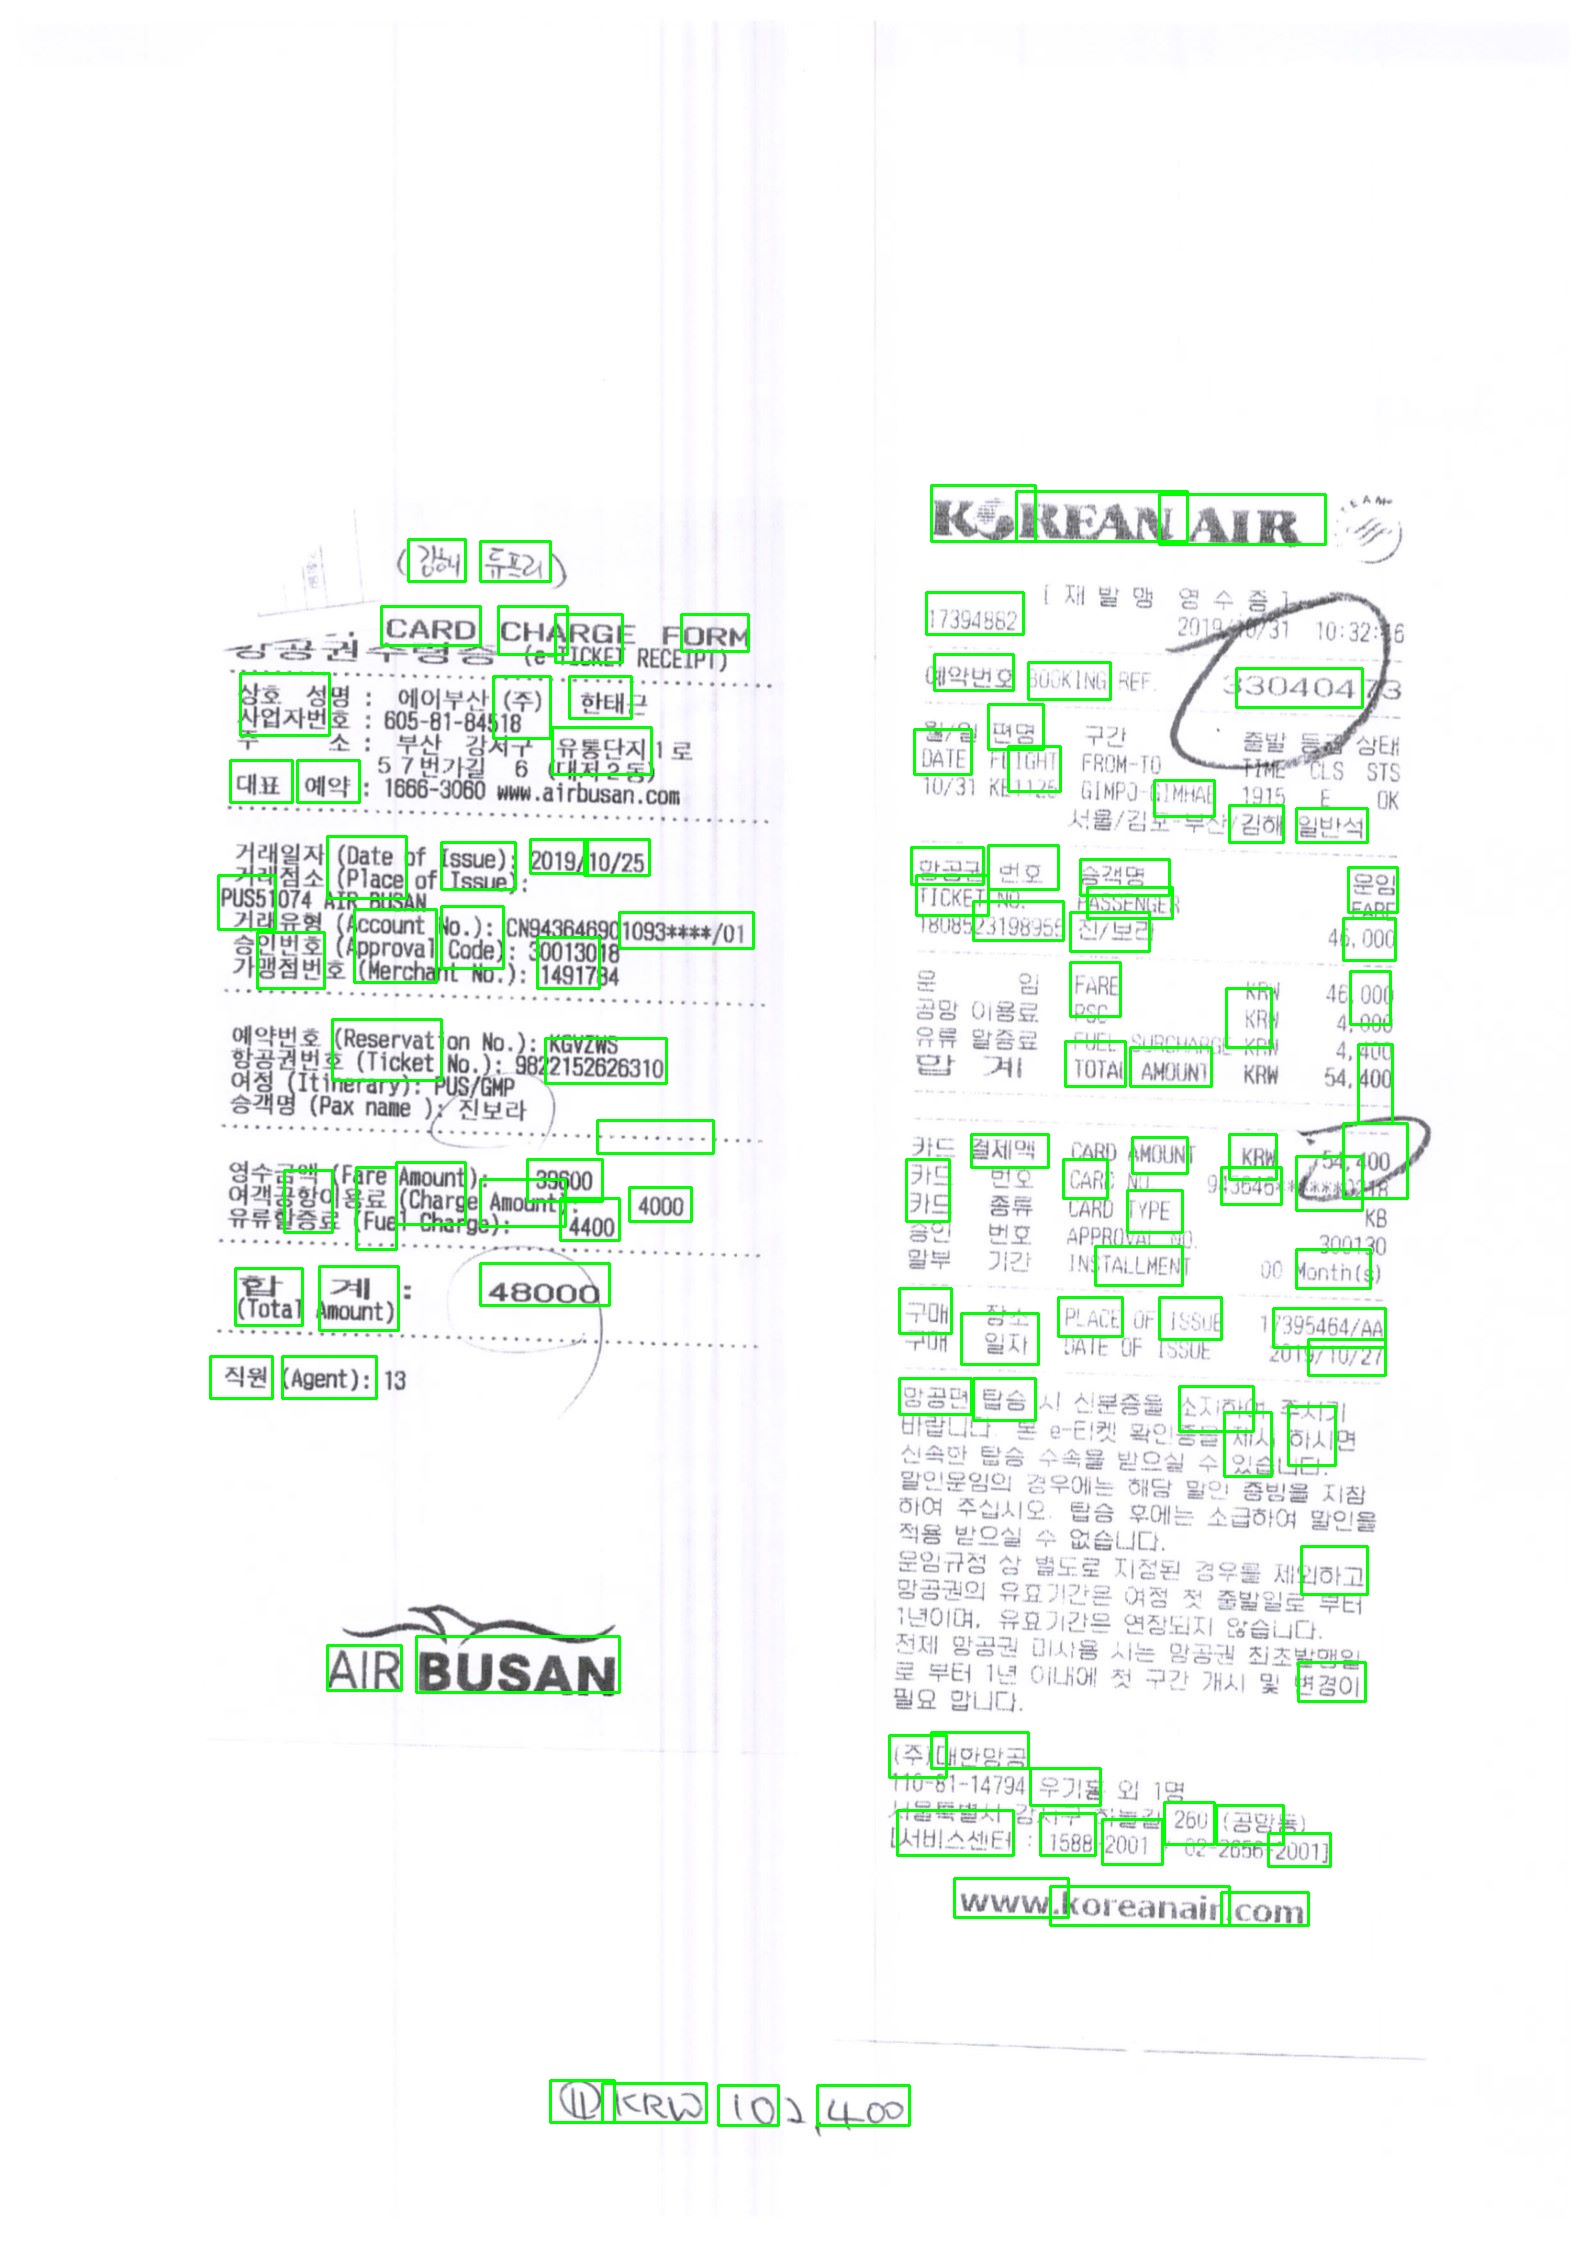 (김해 듀프리)
CARD CHARGE FORM
항공권수령증 (e-TICKET RECEIPT)
상호 성명 : 에어부산 (주) 한태근
사업자번호 : 605-81-84518
주 소 : 부산 강서구 유통단지1로
57번가길 6 (대저2동)
대표 예약 : 1666-3060 www.airbusan.com
거래일자 (Date of Issue): 2019/10/25
거래점소 (Place of Issue):
PUS51074 AIR BUSAN
거래유형 (Account No.): CN943646901093****/01
승인번호 (Approval Code): 30013018
가맹점번호 (Merchant No.): 1491784
예약번호 (Reservation No.): KGVZWS
항공권번호 (Ticket No.): 9822152626310
여정 (Itinerary): PUS/GMP
승객명 (Pax name ): 진보라
영수금액 (Fare Amount): 39600
여객공항이용료 (Charge Amount): 4000
유류할증료 (Fuel Charge): 4400
합 계 : 48000
(Total Amount)
직원 (Agent): 13
AIR BUSAN
KOREAN AIR
[ 재 발 행 영 수 증 ]
17394882 2019/10/31 10:32:46
예약번호 BOOKING REF. 33040473
월/일 편명 구간 출발 등급 상태
DATE FLIGHT FROM-TO TIME CLS STS
10/31 KE1125 GIMPO-GIMHAE 1915 E OK
서울/김포-부산/김해 일반석
항공권 번호 승객명 운임
TICKET NO. PASSENGER FARE
1808523198955 진/보라 46,000
운 임 FARE KRW 46,000
공항 이용료 PSC KRW 4,000
유류 할증료 FUEL SURCHARGE KRW 4,400
합 계 TOTAL AMOUNT KRW 54,400
카드 결제액 CARD AMOUNT KRW 54,400
카드 번호 CARD NO. 943646******0218
카드 종류 CARD TYPE KB
승인 번호 APPROVAL NO. 300130
할부 기간 INSTALLMENT 00 Month(s)
구매 장소 PLACE OF ISSUE 17395464/AA
구매 일자 DATE OF ISSUE 2019/10/27
항공편 탑승 시 신분증을 소지하여 주시기
바랍니다. 본 e-티켓 확인증을 제시 하시면
신속한 탑승 수속을 받으실 수 있습니다.
할인운임의 경우에는 해당 할인 증빙을 지참
하여 주십시오. 탑승 후에는 소급하여 할인을
적용 받으실 수 없습니다.
운임규정 상 별도로 지정된 경우를 제외하고
항공권의 유효기간은 여정 첫 출발일로 부터
1년이며, 유효기간은 연장되지 않습니다.
전체 항공권 미사용 시는 항공권 최초발행일
로 부터 1년 이내에 첫 구간 개시 및 변경이
필요 합니다.
(주)대한항공
110-81-14794 우기홍 외 1명
서울특별시 강서구 하늘길 260 (공항동)
[서비스센터 : 1588-2001 / 02-2656-2001]
www.koreanair.com
⑪ KRW 102,400